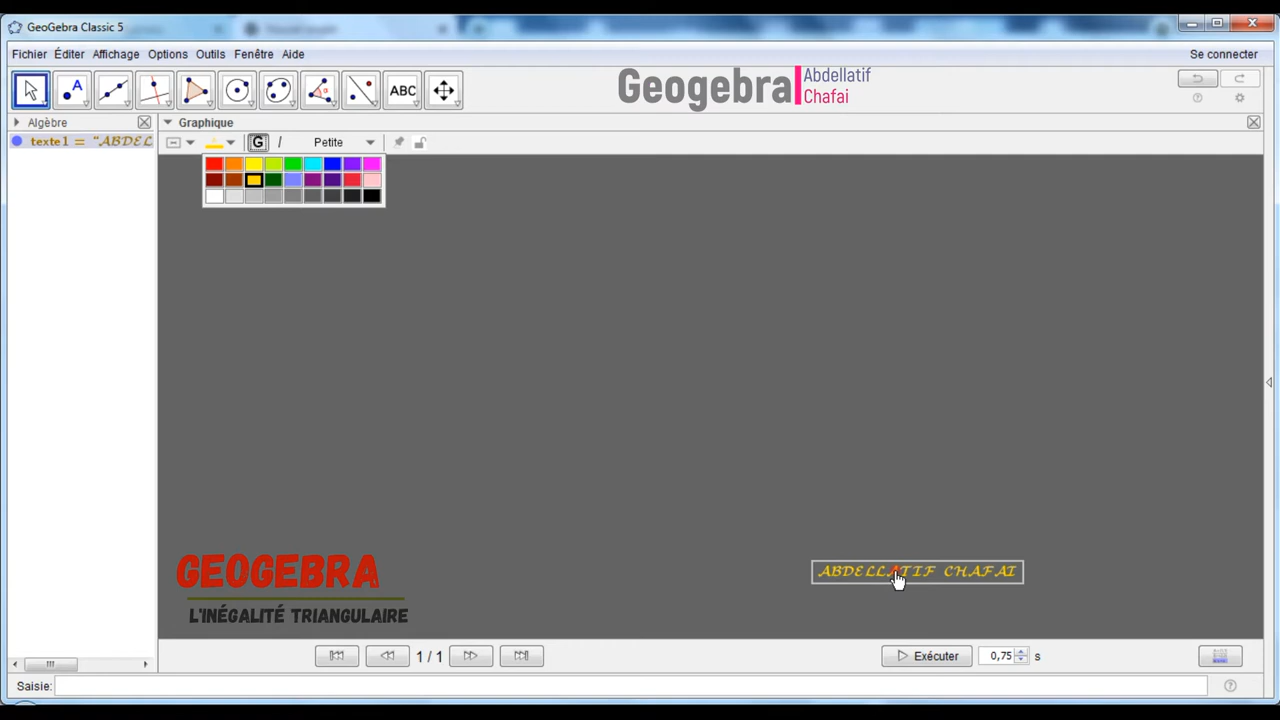 GeoGebra Classic 5
Fichier Éditer Affichage Options Outils Fenêtre Aide
Se connecter
A
α
ABC
Geogebra
Abdellatif
Chafai
Algèbre
Graphique
texte1 = "ABDEL
G
I
Petite
ABDELLATIF CHAFAI
GEOGEBRA
L'INÉGALITÉ TRIANGULAIRE
1 / 1
Exécuter
0,75 s
Saisie: